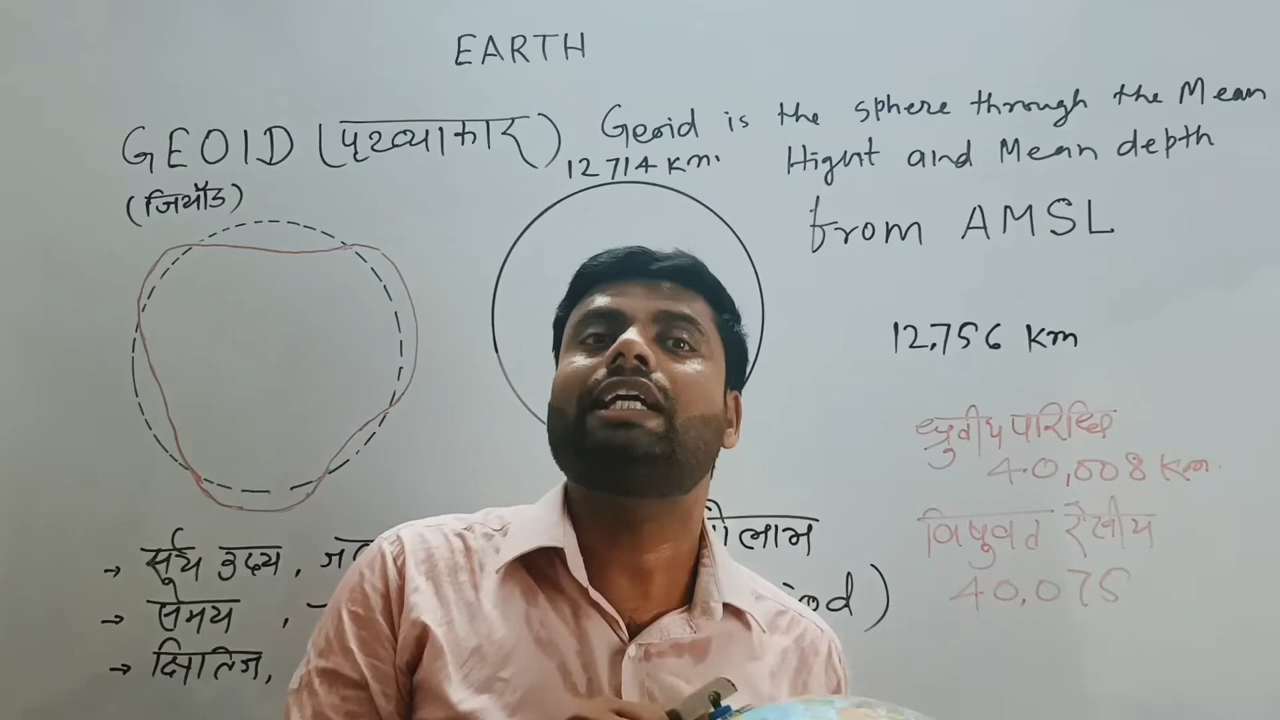 EARTH
GEOID (पृथ्व्याकार)
(जियॉड)
Geoid is the sphere through the Mean
Hight and Mean depth
from AMSL
12714 Km.
12,756 Km
ध्रुवीय परिधि
40,008 Km.
विषुवत रैखीय
40,075
→ सूर्य उदय,
→ समय,
→ क्षितिज,